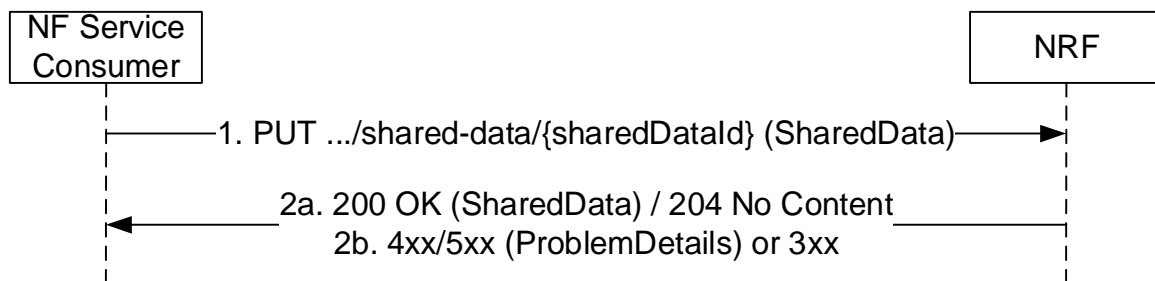 NF Service
Consumer
NRF
1. PUT .../shared-data/{sharedDataId} (SharedData)
2a. 200 OK (SharedData) / 204 No Content
2b. 4xx/5xx (ProblemDetails) or 3xx